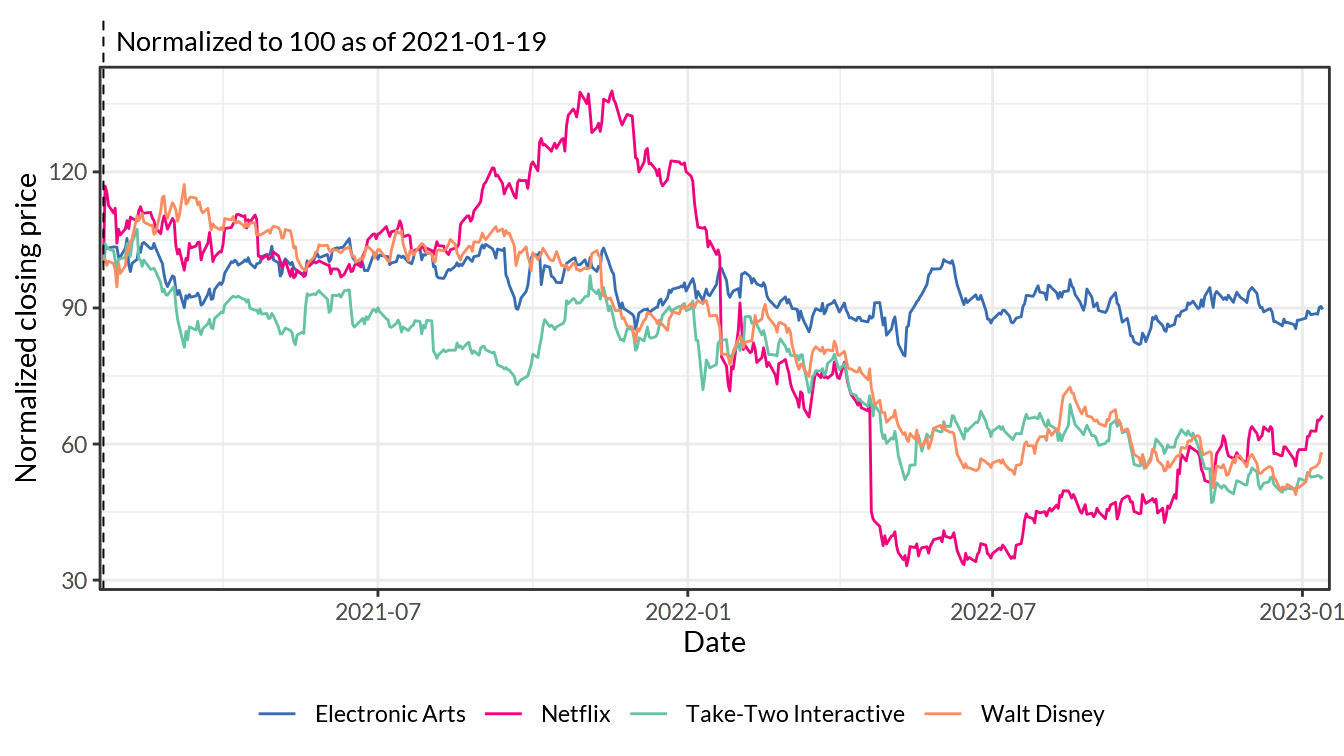 Normalized to 100 as of 2021-01-19
Normalized closing price
120
90
60
30
2021-07
2022-01
2022-07
2023-01
Date
Electronic Arts
Netflix
Take-Two Interactive
Walt Disney